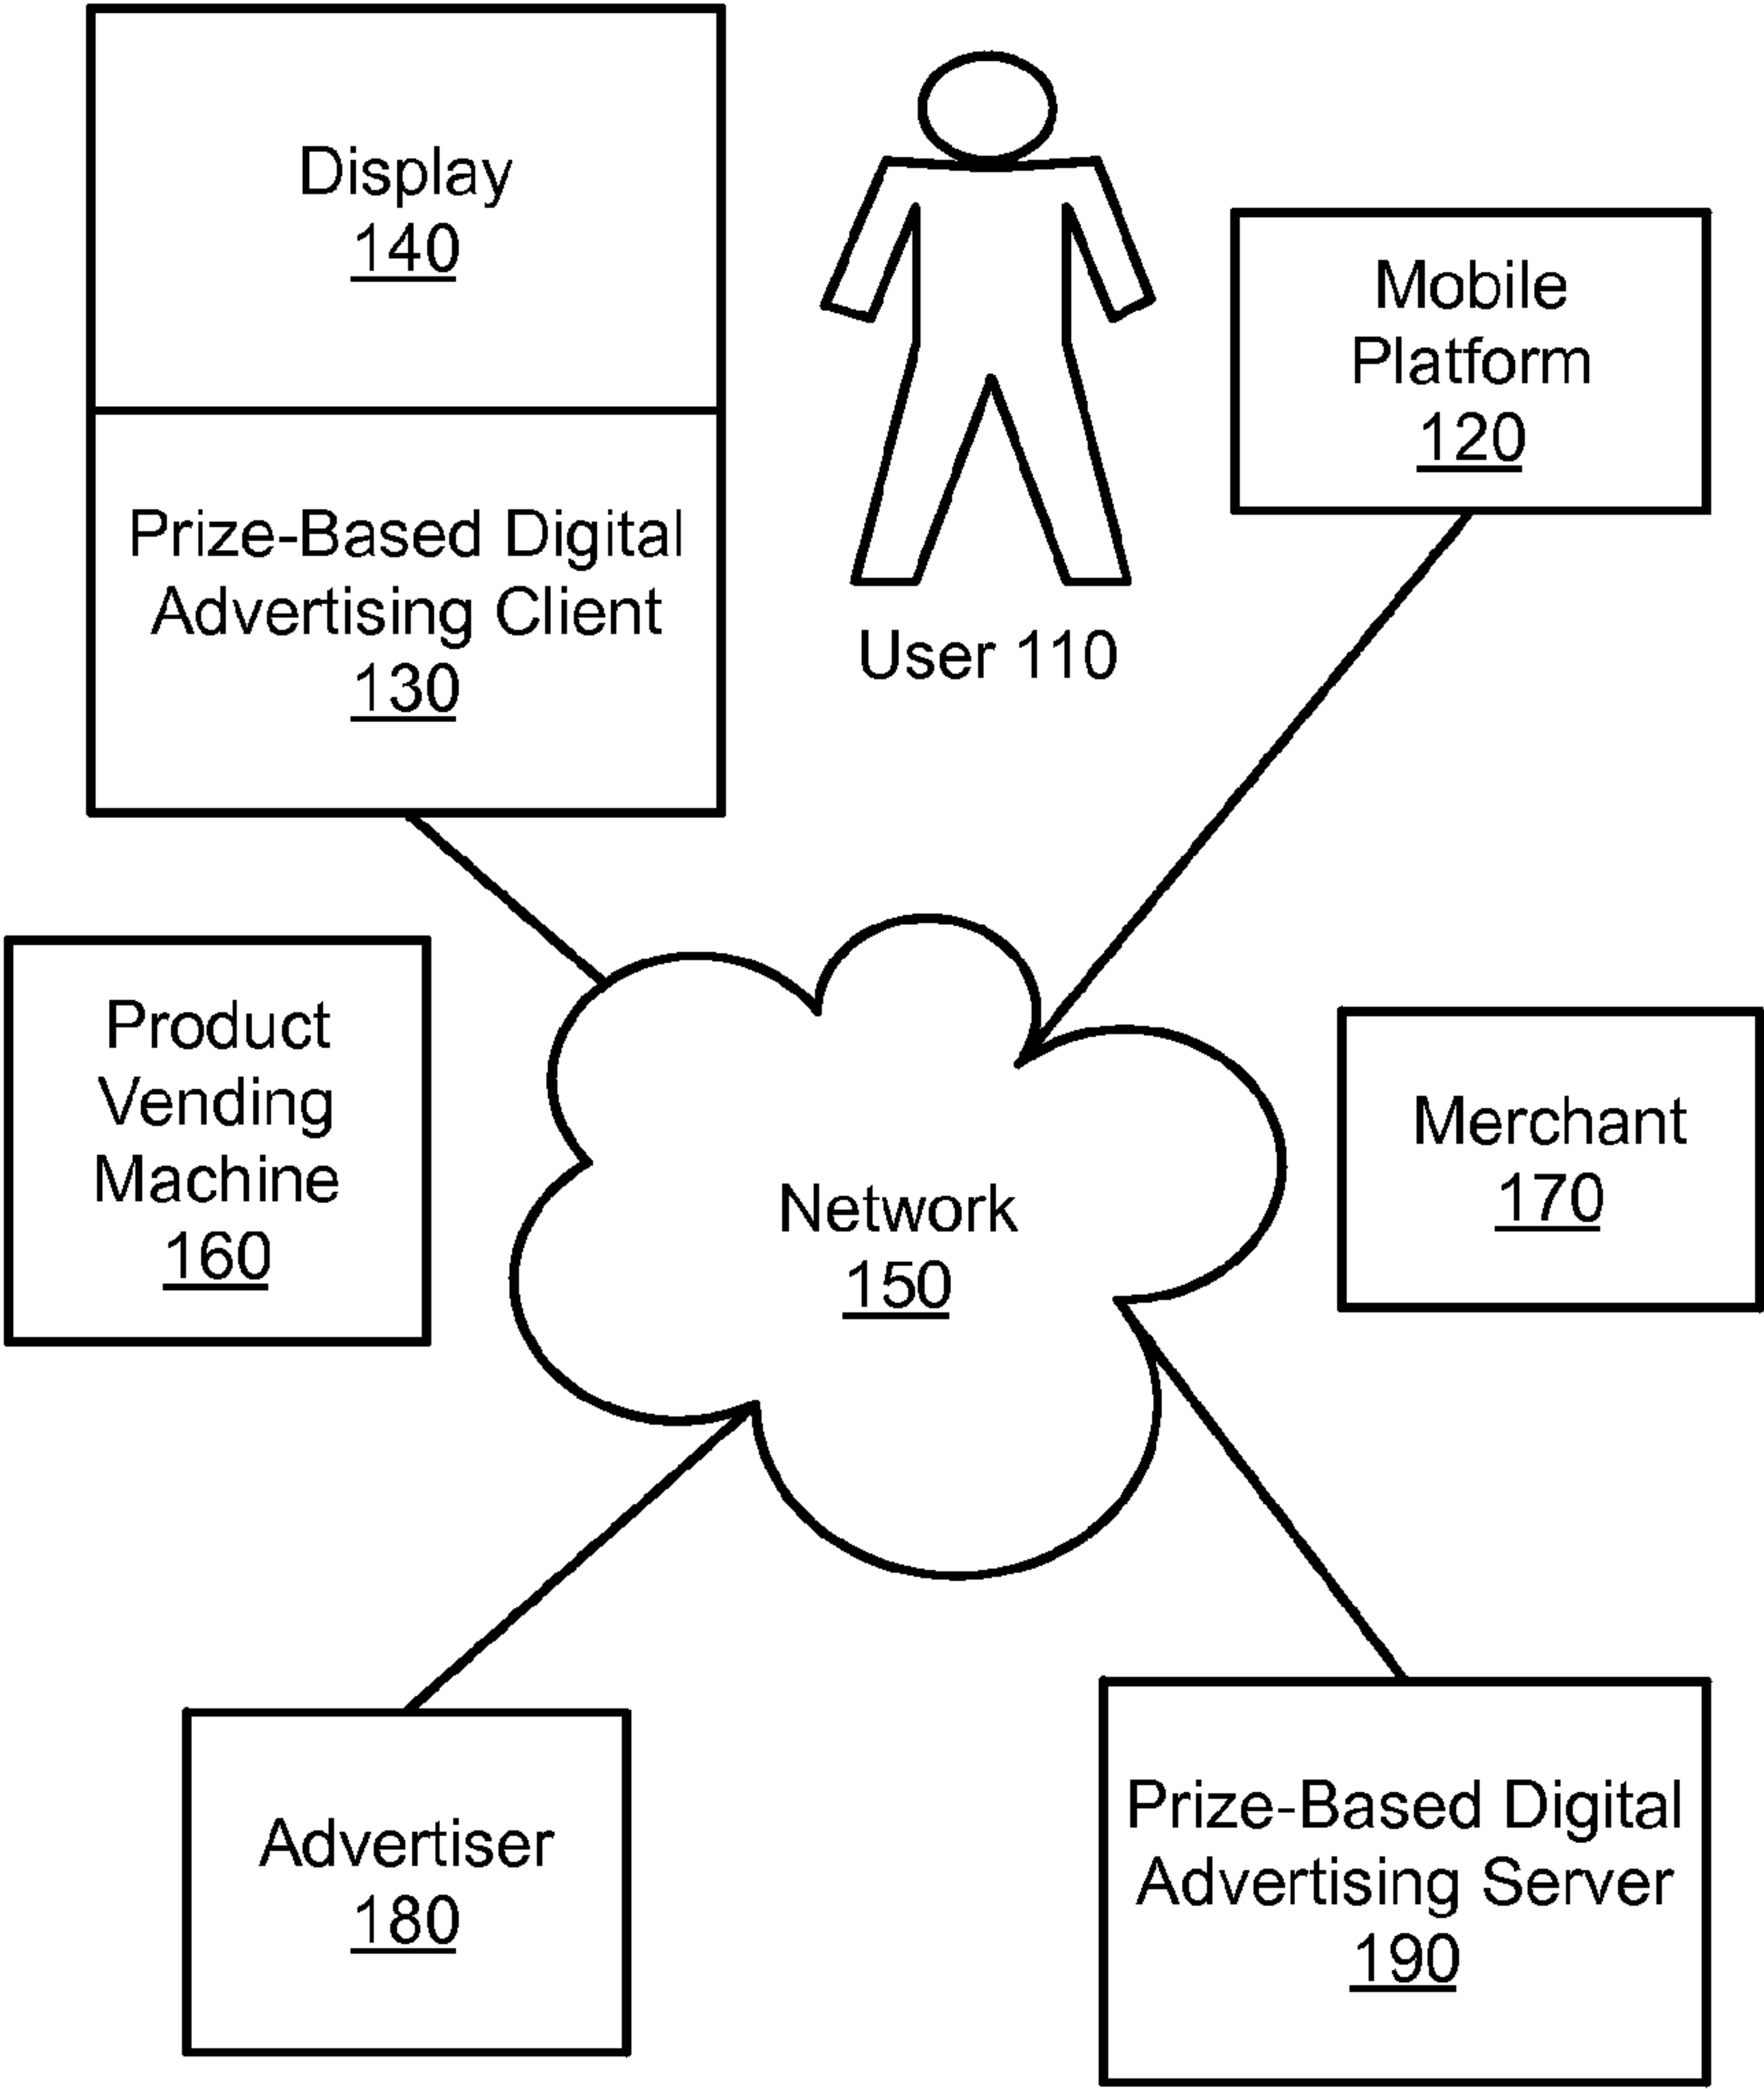 Display
140
Prize-Based Digital
Advertising Client
130
User 110
Mobile
Platform
120
Product
Vending
Machine
160
Network
150
Merchant
170
Advertiser
180
Prize-Based Digital
Advertising Server
190